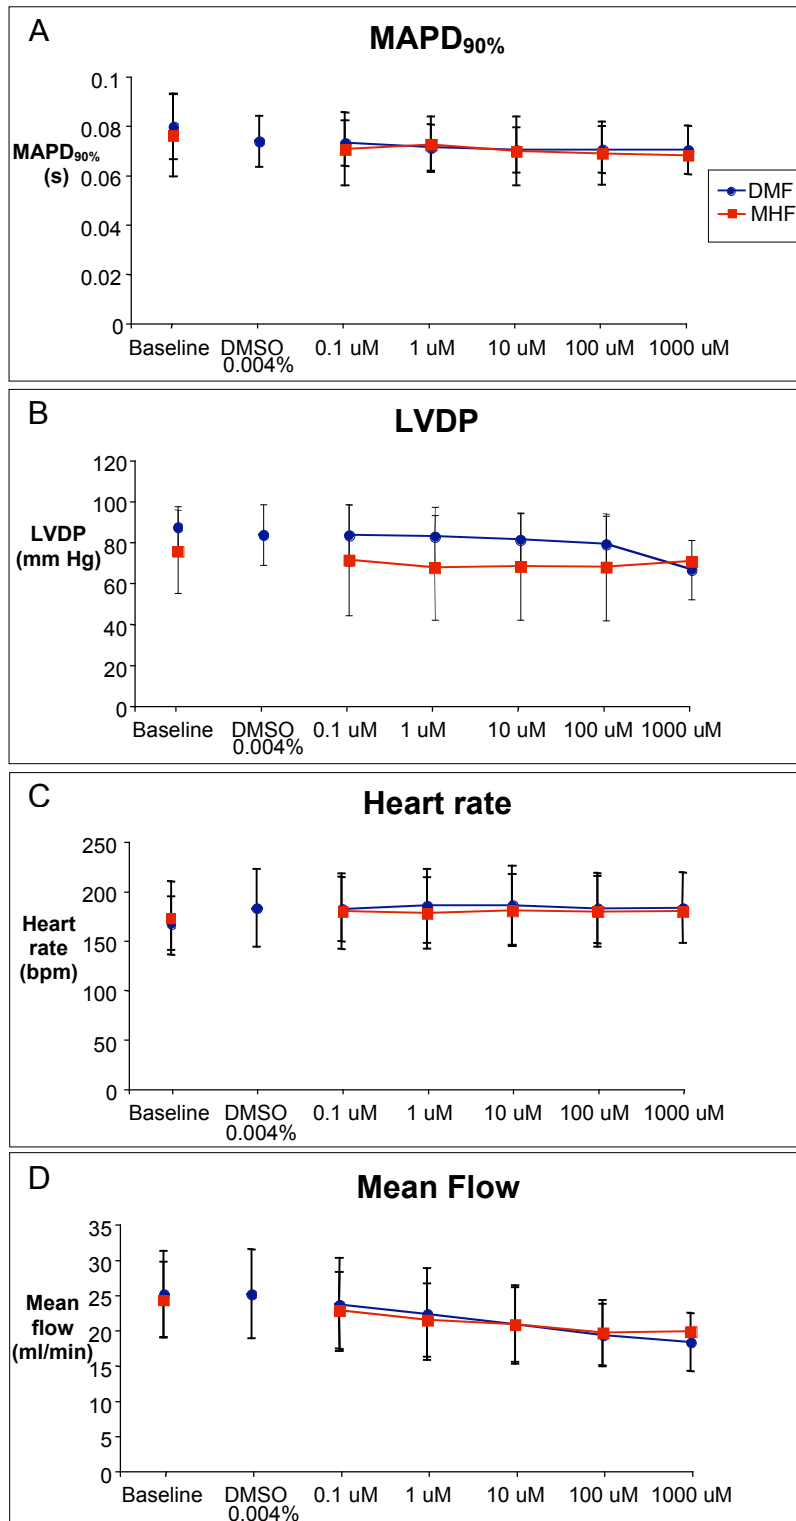 A
MAPD90%
0.1
0.08
0.06
0.04
0.02
0
MAPD90%
(s)
Baseline DMSO 0.1 uM 1 uM 10 uM 100 uM 1000 uM
0.004%
DMF
MHF
B
LVDP
120
100
80
60
40
20
0
LVDP
(mm Hg)
Baseline DMSO 0.1 uM 1 uM 10 uM 100 uM 1000 uM
0.004%
C
Heart rate
250
200
150
100
50
0
Heart
rate
(bpm)
Baseline DMSO 0.1 uM 1 uM 10 uM 100 uM 1000 uM
0.004%
D
Mean Flow
35
30
25
20
15
10
5
0
Mean
flow
(ml/min)
Baseline DMSO 0.1 uM 1 uM 10 uM 100 uM 1000 uM
0.004%